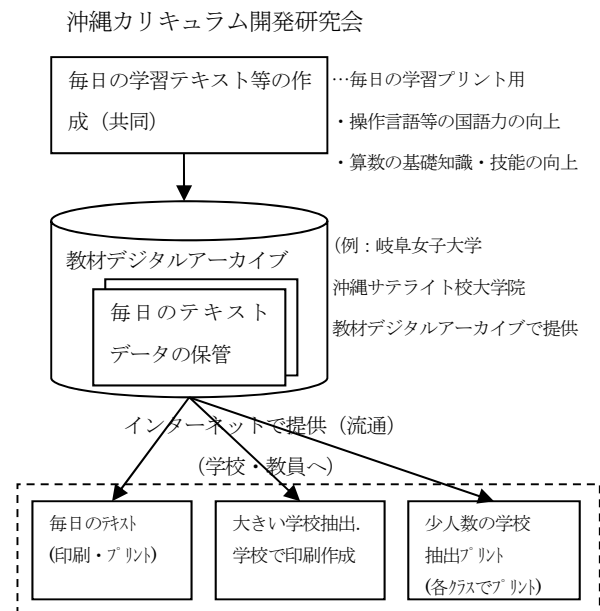 沖縄カリキュラム開発研究会
毎日の学習テキスト等の作
成(共同)
…毎日の学習プリント用
・操作言語等の国語力の向上
・算数の基礎知識・技能の向上
教材デジタルアーカイブ
毎日のテキスト
データの保管
(例:岐阜女子大学
沖縄サテライト校大学院
教材デジタルアーカイブで提供
インターネットで提供(流通)
(学校・教員へ)
毎日のテキスト
(印刷・プリント)
大きい学校抽出.
学校で印刷作成
少人数の学校
抽出プリント
(各クラスでプリント)